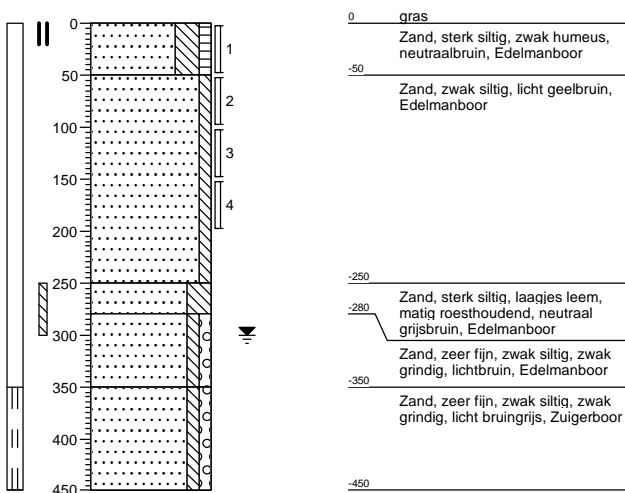 0
50
100
150
200
250
300
350
400
450
1
2
3
4
0 gras
Zand, sterk siltig, zwak humeus,
neutraalbruin, Edelmanboor
-50
Zand, zwak siltig, licht geelbruin,
Edelmanboor
-250
Zand, sterk siltig, laagjes leem,
matig roesthoudend, neutraal
grijsbruin, Edelmanboor
-280
Zand, zeer fijn, zwak siltig, zwak
grindig, lichtbruin, Edelmanboor
-350
Zand, zeer fijn, zwak siltig, zwak
grindig, licht bruingrijs, Zuigerboor
-450